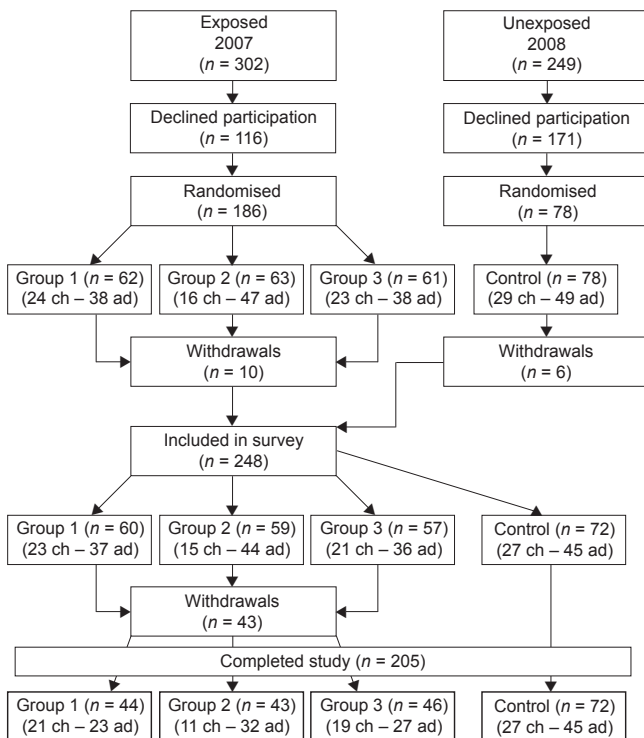 Exposed
2007
(n = 302)
Unexposed
2008
(n = 249)
Declined participation
(n = 116)
Declined participation
(n = 171)
Randomised
(n = 186)
Randomised
(n = 78)
Group 1 (n = 62)
(24 ch – 38 ad)
Group 2 (n = 63)
(16 ch – 47 ad)
Group 3 (n = 61)
(23 ch – 38 ad)
Control (n = 78)
(29 ch – 49 ad)
Withdrawals
(n = 10)
Withdrawals
(n = 6)
Included in survey
(n = 248)
Group 1 (n = 60)
(23 ch – 37 ad)
Group 2 (n = 59)
(15 ch – 44 ad)
Group 3 (n = 57)
(21 ch – 36 ad)
Control (n = 72)
(27 ch – 45 ad)
Withdrawals
(n = 43)
Completed study (n = 205)
Group 1 (n = 44)
(21 ch – 23 ad)
Group 2 (n = 43)
(11 ch – 32 ad)
Group 3 (n = 46)
(19 ch – 27 ad)
Control (n = 72)
(27 ch – 45 ad)